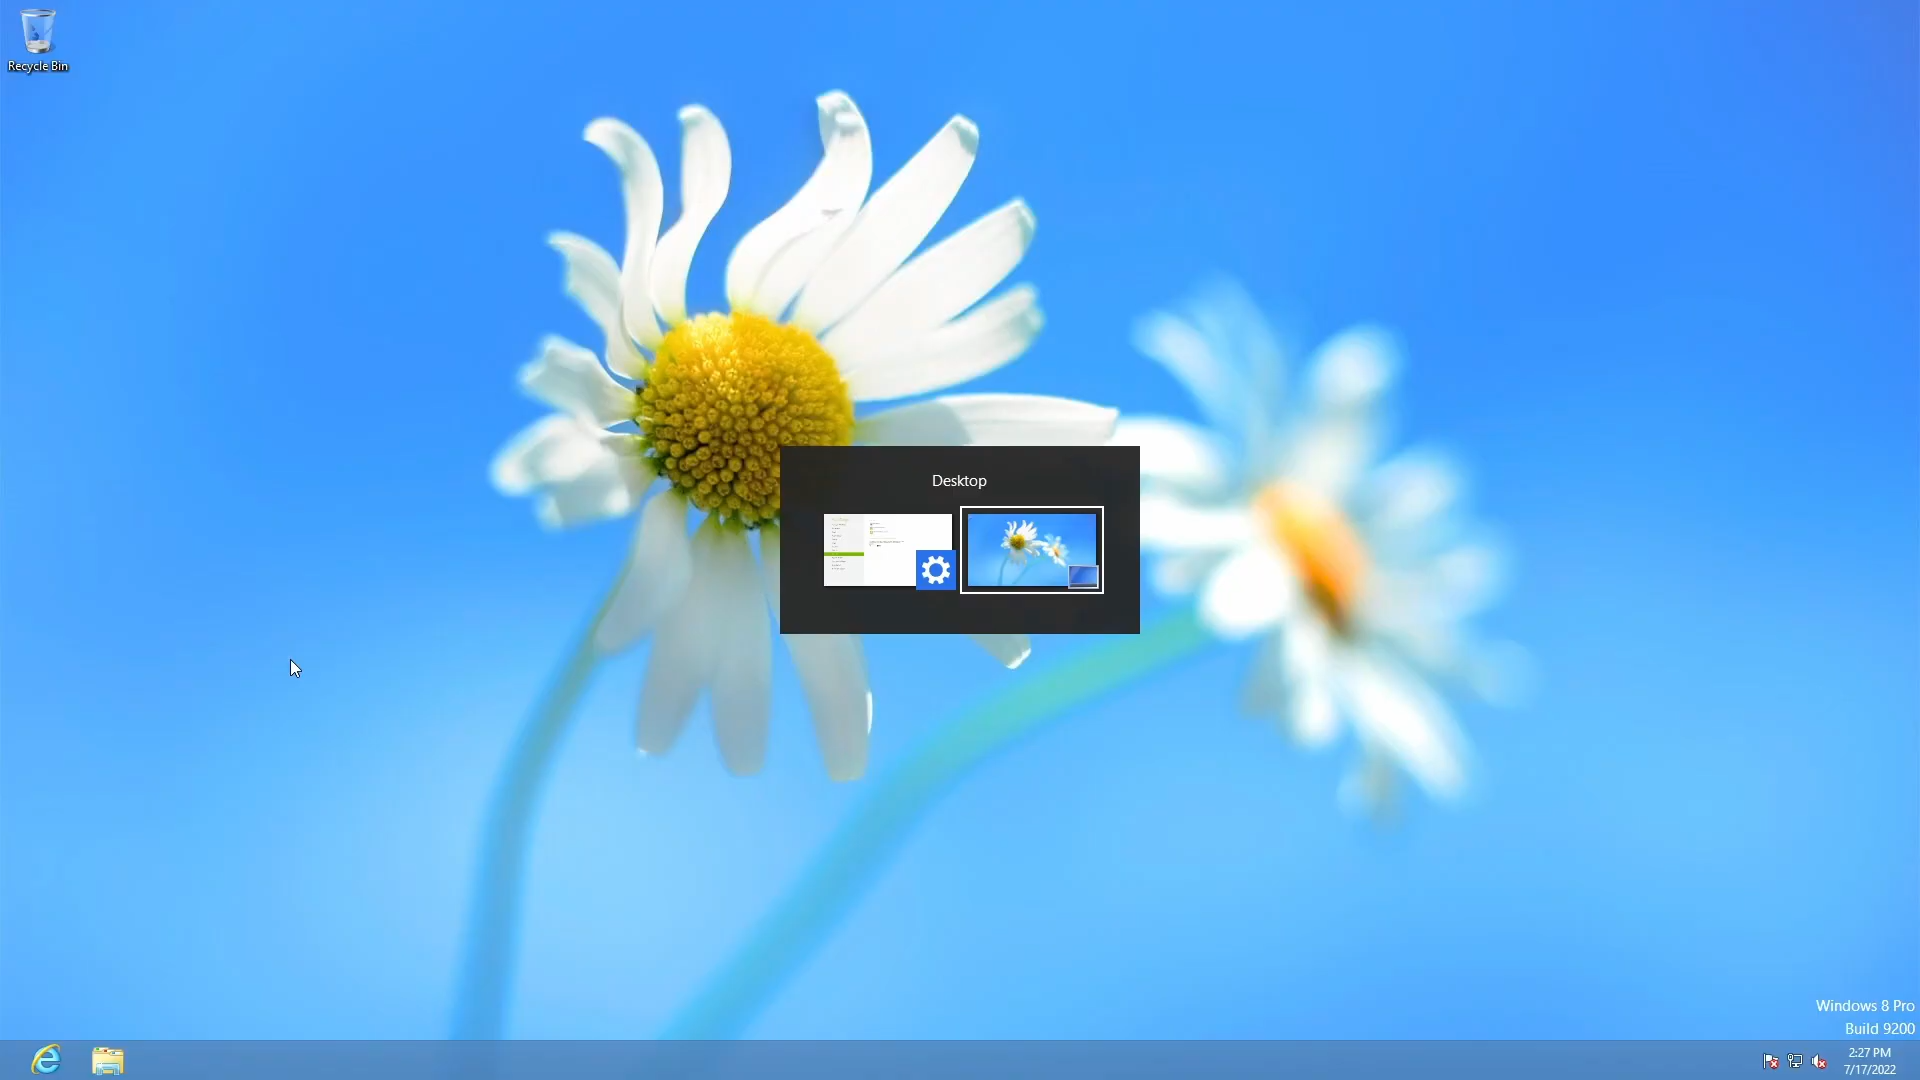 Recycle Bin
Desktop
Windows 8 Pro
Build 9200
2:27 PM
7/17/2022